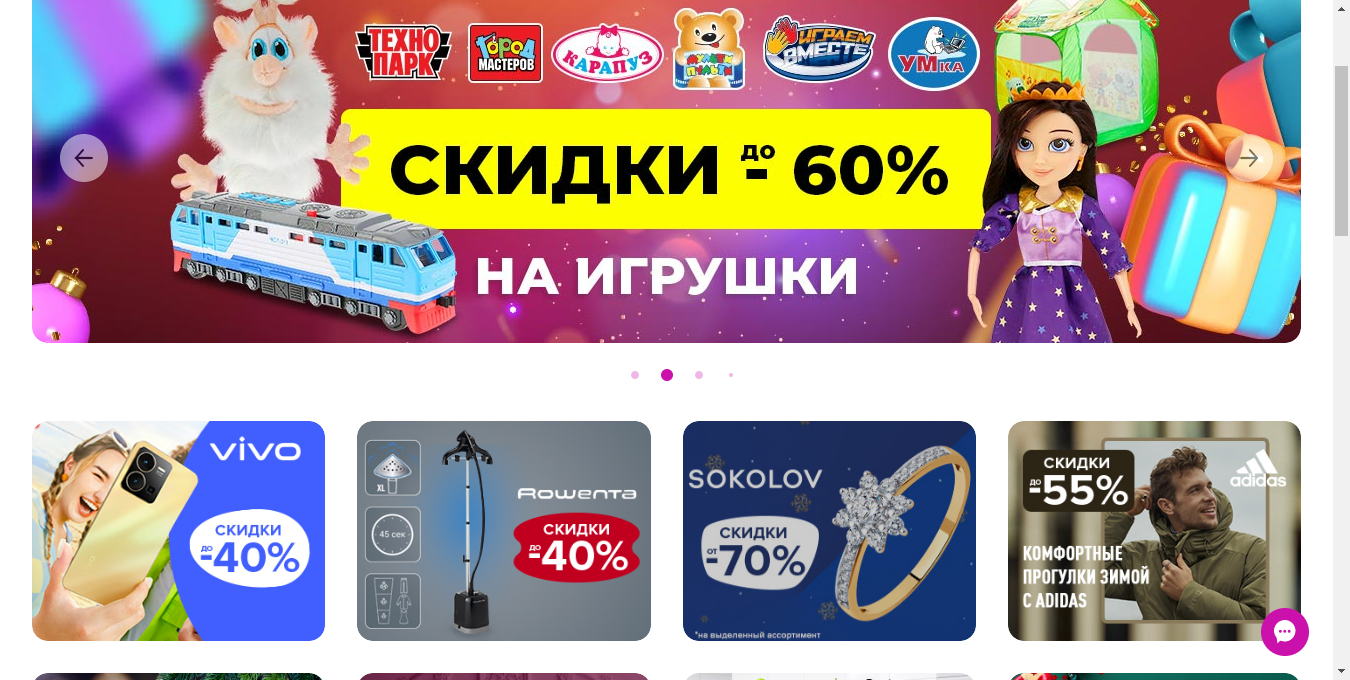 ТЕХНО
ПАРК
ГОРОД
МАСТЕРОВ
КАРАПУЗ
МУЛЬТИ
ПУЛЬТИ
ИГРАЕМ
ВМЕСТЕ
УМКА
СКИДКИ до - 60%
НА ИГРУШКИ
vivo
СКИДКИ
до -40%
XL
45 сек
Rowenta
СКИДКИ
до -40%
SOKOLOV
СКИДКИ
от -70%
*на выделенный ассортимент
СКИДКИ
до -55%
adidas
КОМФОРТНЫЕ
ПРОГУЛКИ ЗИМОЙ
С ADIDAS